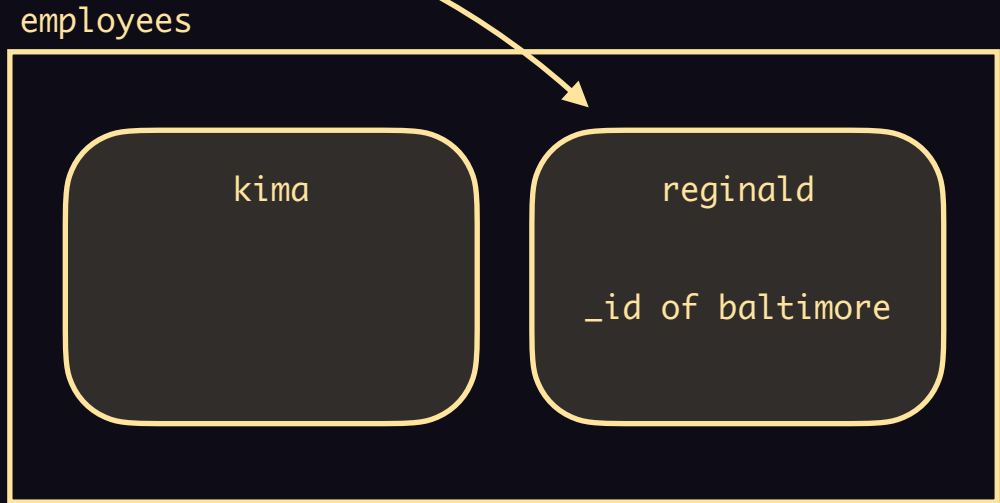 employees
kima
reginald
_id of baltimore